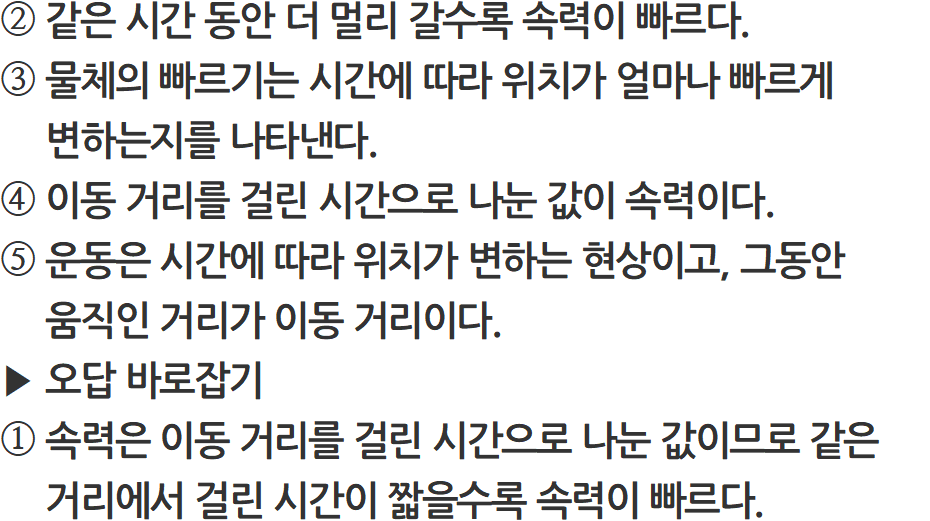 ② 같은 시간 동안 더 멀리 갈수록 속력이 빠르다.
③ 물체의 빠르기는 시간에 따라 위치가 얼마나 빠르게
변하는지를 나타낸다.
④ 이동 거리를 걸린 시간으로 나눈 값이 속력이다.
⑤ 운동은 시간에 따라 위치가 변하는 현상이고, 그동안
움직인 거리가 이동 거리이다.
▶ 오답 바로잡기
① 속력은 이동 거리를 걸린 시간으로 나눈 값이므로 같은
거리에서 걸린 시간이 짧을수록 속력이 빠르다.